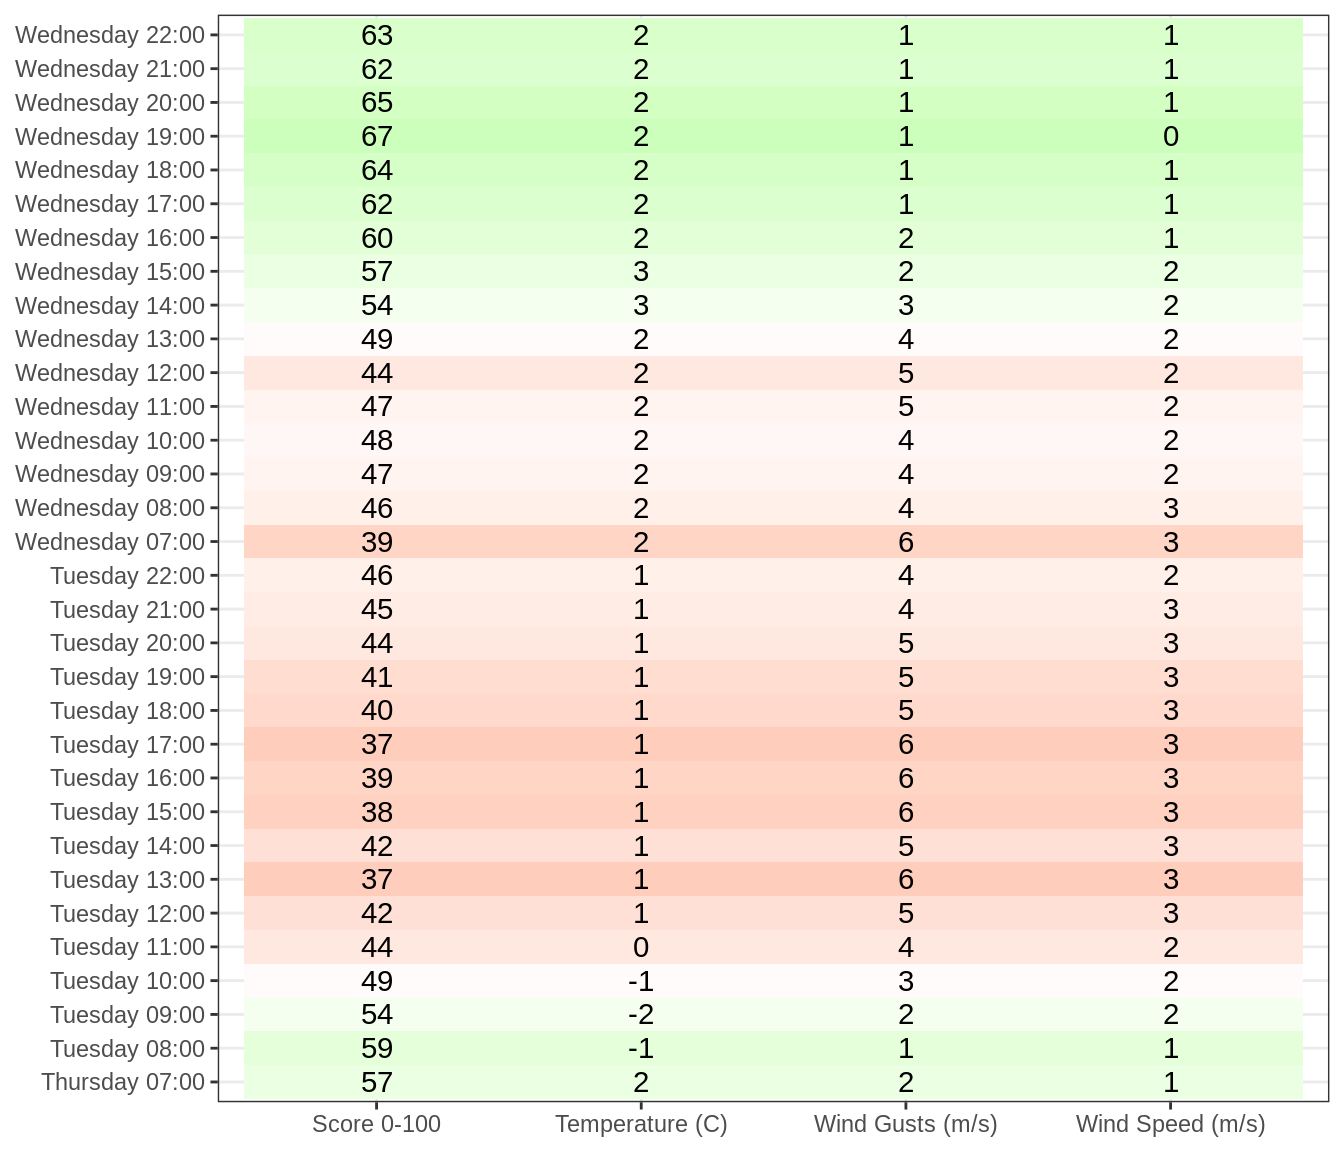 Wednesday 22:00 63 2 1 1
Wednesday 21:00 62 2 1 1
Wednesday 20:00 65 2 1 1
Wednesday 19:00 67 2 1 0
Wednesday 18:00 64 2 1 1
Wednesday 17:00 62 2 1 1
Wednesday 16:00 60 2 2 1
Wednesday 15:00 57 3 2 2
Wednesday 14:00 54 3 3 2
Wednesday 13:00 49 2 4 2
Wednesday 12:00 44 2 5 2
Wednesday 11:00 47 2 5 2
Wednesday 10:00 48 2 4 2
Wednesday 09:00 47 2 4 2
Wednesday 08:00 46 2 4 3
Wednesday 07:00 39 2 6 3
Tuesday 22:00 46 1 4 2
Tuesday 21:00 45 1 4 3
Tuesday 20:00 44 1 5 3
Tuesday 19:00 41 1 5 3
Tuesday 18:00 40 1 5 3
Tuesday 17:00 37 1 6 3
Tuesday 16:00 39 1 6 3
Tuesday 15:00 38 1 6 3
Tuesday 14:00 42 1 5 3
Tuesday 13:00 37 1 6 3
Tuesday 12:00 42 1 5 3
Tuesday 11:00 44 0 4 2
Tuesday 10:00 49 -1 3 2
Tuesday 09:00 54 -2 2 2
Tuesday 08:00 59 -1 1 1
Thursday 07:00 57 2 2 1
Score 0-100 Temperature (C) Wind Gusts (m/s) Wind Speed (m/s)